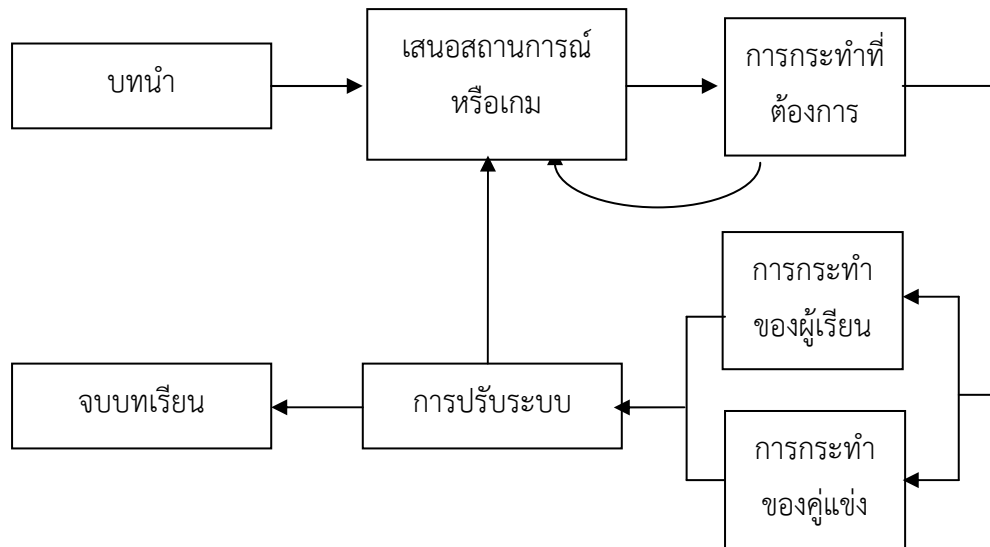 บทนำ
เสนอสถานการณ์
หรือเกม
การกระทำที่
ต้องการ
การกระทำ
ของผู้เรียน
จบบทเรียน
การปรับระบบ
การกระทำ
ของคู่แข่ง